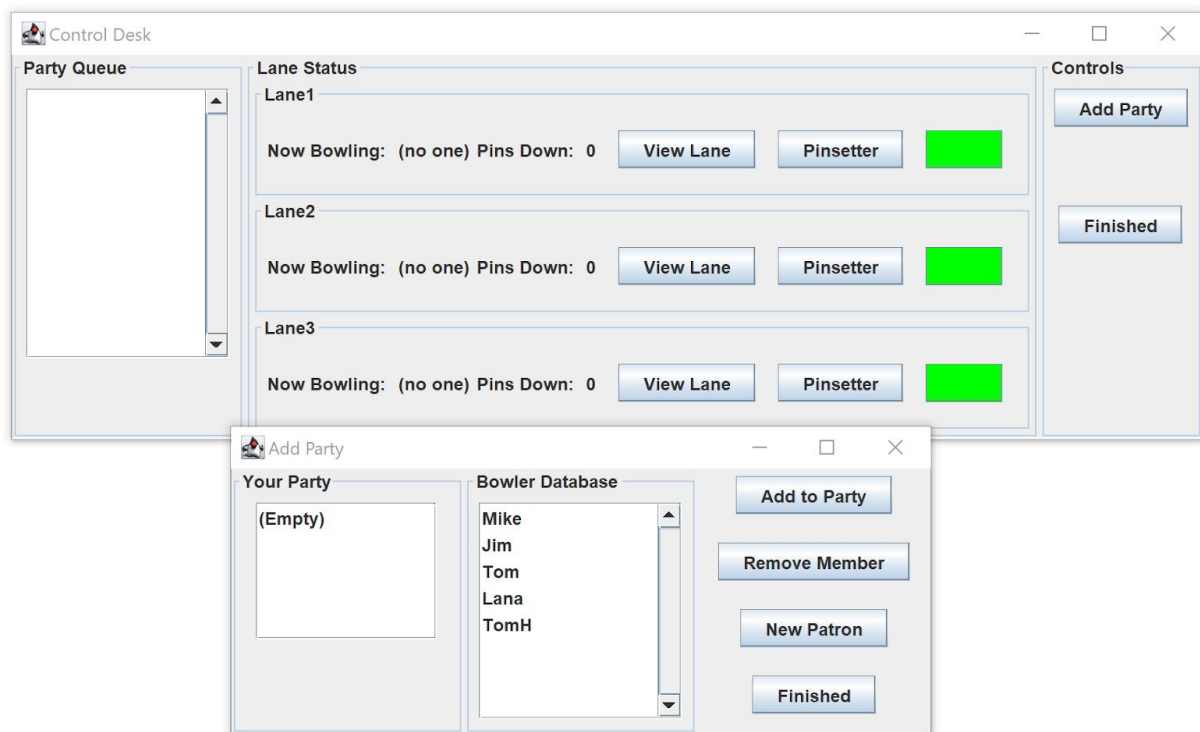 Control Desk
Party Queue
Lane Status
Controls
Lane1
Add Party
Now Bowling: (no one) Pins Down: 0 View Lane Pinsetter
Lane2
Finished
Now Bowling: (no one) Pins Down: 0 View Lane Pinsetter
Lane3
Now Bowling: (no one) Pins Down: 0 View Lane Pinsetter
Add Party
Your Party
(Empty)
Bowler Database
Mike
Jim
Tom
Lana
TomH
Add to Party
Remove Member
New Patron
Finished